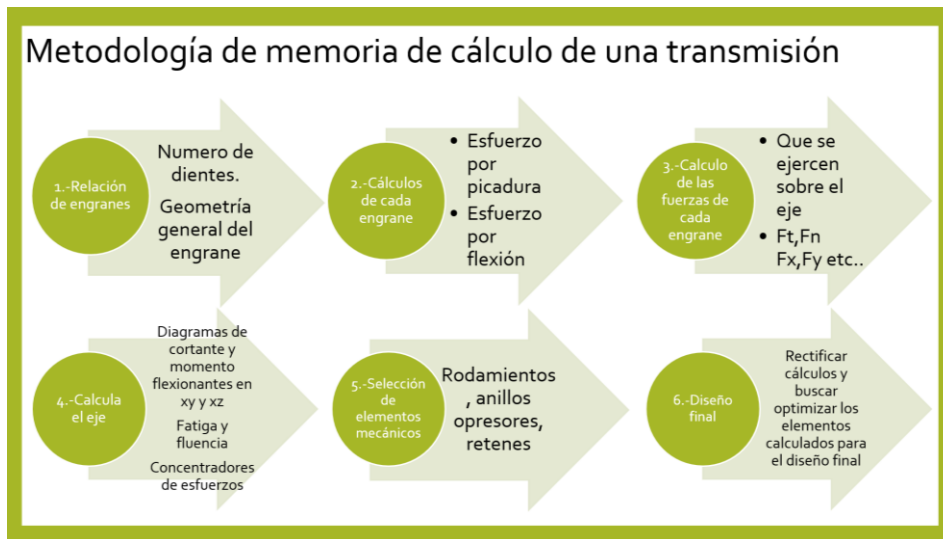 Metodología de memoria de cálculo de una transmisión
1.-Relación
de engranes
Numero de
dientes.
Geometría
general del
engrane
2.-Cálculos
de cada
engrane
• Esfuerzo
por
picadura
• Esfuerzo
por
flexión
3.-Calculo
de las
fuerzas de
cada
engrane
• Que se
ejercen
sobre el
eje
• Ft,Fn
Fx,Fy etc..
4.-Calcula
el eje
Diagramas de
cortante y
momento
flexionantes en
xy y xz
Fatiga y
fluencia
Concentradores
de esfuerzos
5.-Selección
de
elementos
mecánicos
Rodamientos
, anillos
opresores,
retenes
6.-Diseño
final
Rectificar
cálculos y
buscar
optimizar los
elementos
calculados para
el diseño final